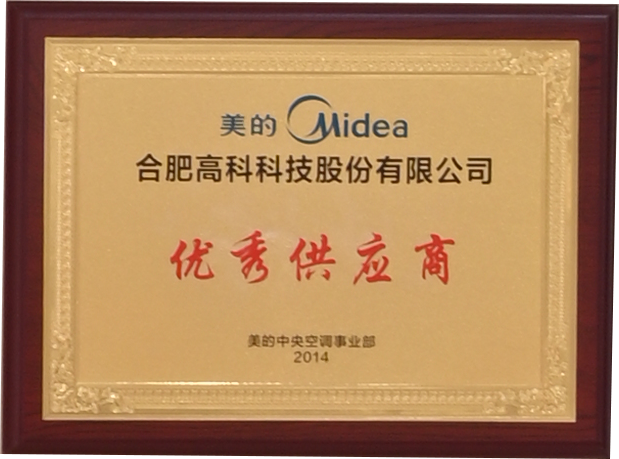 美的 Midea
合肥高科科技股份有限公司
优秀供应商
美的中央空调事业部
2014